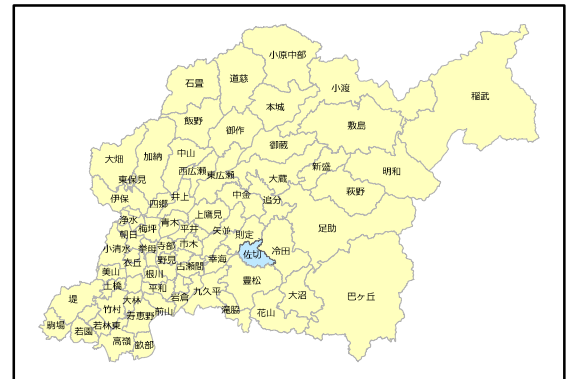 小原中部
石畳
道慈
小渡
稲武
本城
飯野
御作
敷島
御蔵
中山
加納
大畑
新盛
明和
西広瀬
東広瀬
大蔵
東保見
萩野
中金
追分
伊保
井上
四郷
上鷹見
浄水
青木
梅坪
平井
矢並
則定
足助
朝日
小清水
挙母
寺部
市木
佐切
冷田
衣丘
野見
古瀬間
幸海
美山
根川
豊松
土橋
平和
岩倉
九久平
大沼
巴ヶ丘
堤
大林
竹村
寿恵野
前山
滝脇
花山
駒場
若園
若林東
高嶺
畝部